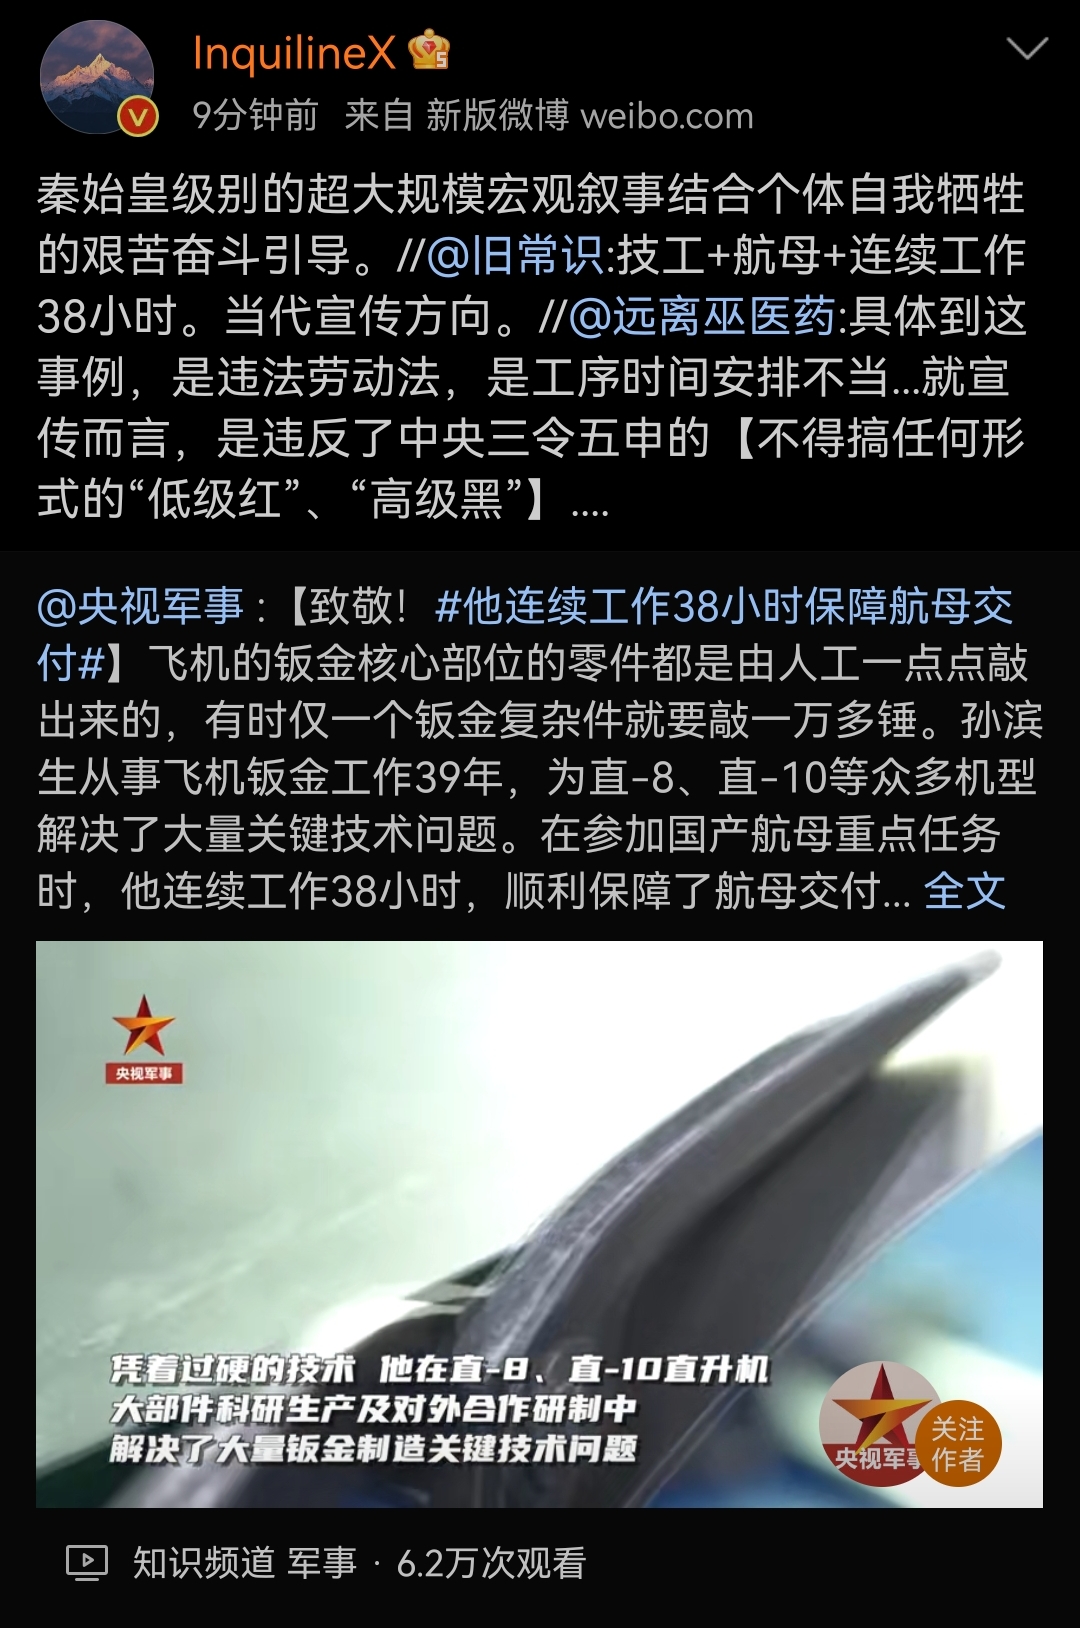 InquilineX
5
V
9分钟前 来自 新版微博 weibo.com
秦始皇级别的超大规模宏观叙事结合个体自我牺牲
的艰苦奋斗引导。//@旧常识:技工+航母+连续工作
38小时。当代宣传方向。//@远离巫医药:具体到这
事例，是违法劳动法，是工序时间安排不当...就宣
传而言，是违反了中央三令五申的【不得搞任何形
式的“低级红”、“高级黑”】....
@央视军事：【致敬！#他连续工作38小时保障航母交
付#】飞机的钣金核心部位的零件都是由人工一点点敲
出来的，有时仅一个钣金复杂件就要敲一万多锤。孙滨
生从事飞机钣金工作39年，为直-8、直-10等众多机型
解决了大量关键技术问题。在参加国产航母重点任务
时，他连续工作38小时，顺利保障了航母交付... 全文
央视军事
凭着过硬的技术 他在直-8、直-10直升机
大部件科研生产及对外合作研制中
解决了大量钣金制造关键技术问题
央视军事
关注
作者
知识频道 军事 · 6.2万次观看